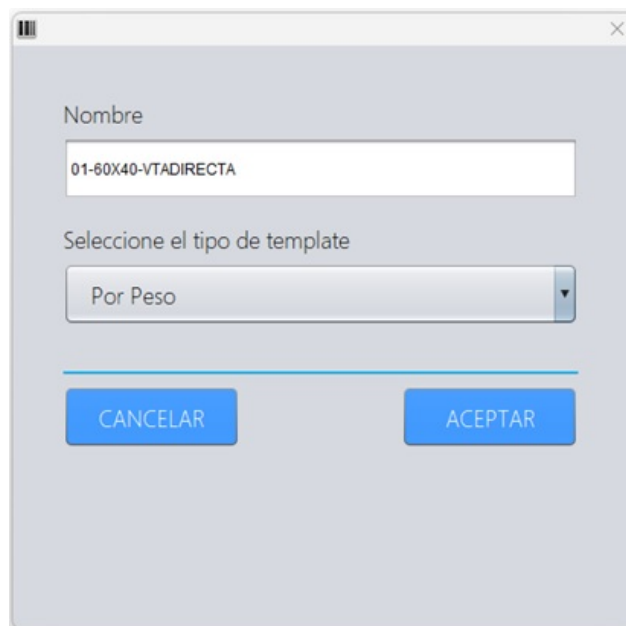 Nombre
01-60X40-VTADIRECTA
Seleccione el tipo de template
Por Peso
CANCELAR
ACEPTAR